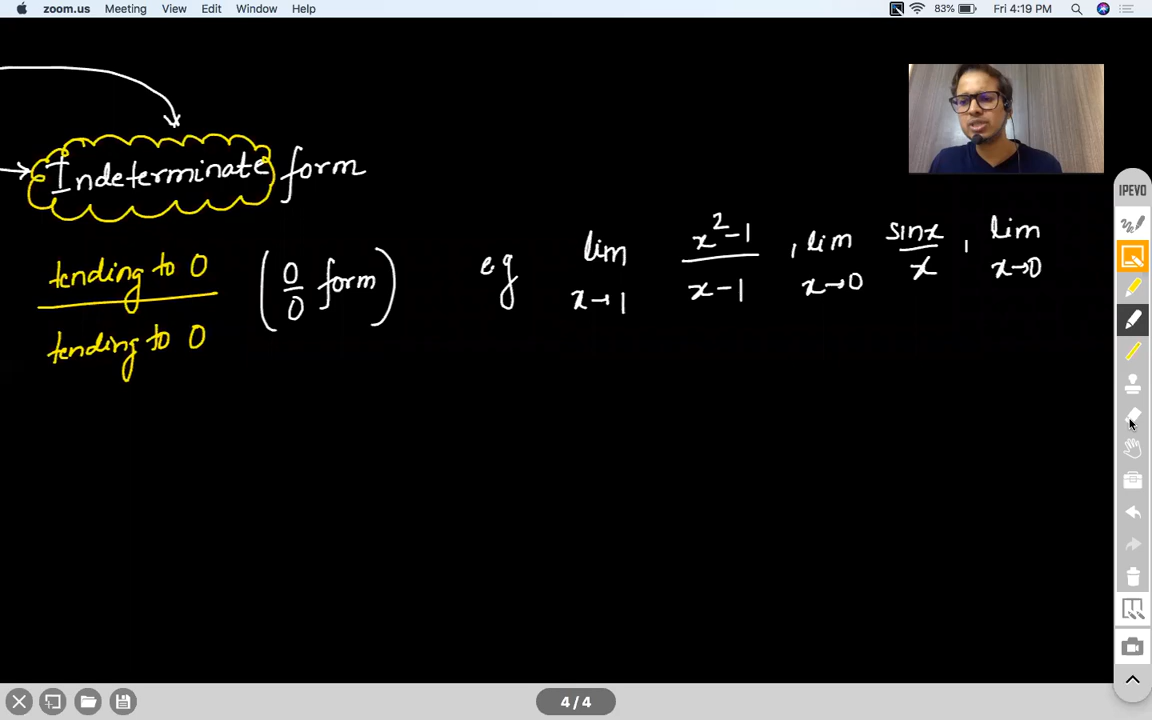 zoom.us Meeting View Edit Window Help 83% Fri 4:19 PM
Indeterminate form
IPEVO
tending to 0 / tending to 0 (0/0 form) eg lim x→1 x²-1 / x-1 , lim x→0 sinx / x , lim x→0
4 / 4